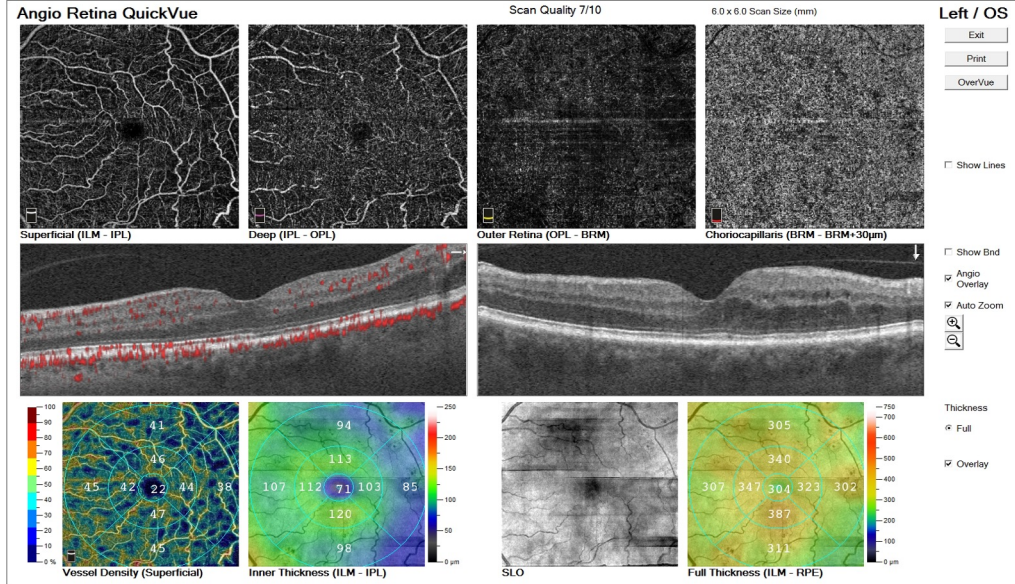 Angio Retina QuickVue
Scan Quality 7/10
6.0 x 6.0 Scan Size (mm)
Left / OS
Exit
Print
OverVue
Show Lines
Superficial (ILM - IPL)
Deep (IPL - OPL)
Outer Retina (OPL - BRM)
Choriocapillaris (BRM - BRM+30µm)
Show Bnd
Angio
Overlay
Auto Zoom
100
90
80
70
60
50
40
30
20
10
0 %
41
46
45 42 22 44 38
47
45
94
113
107 112 71 103 85
120
98
250
200
150
100
50
0 µm
305
340
307 347 304 323 302
387
311
750
700
600
500
400
300
200
100
0 µm
Thickness
Full
Overlay
Vessel Density (Superficial)
Inner Thickness (ILM - IPL)
SLO
Full Thickness (ILM - RPE)